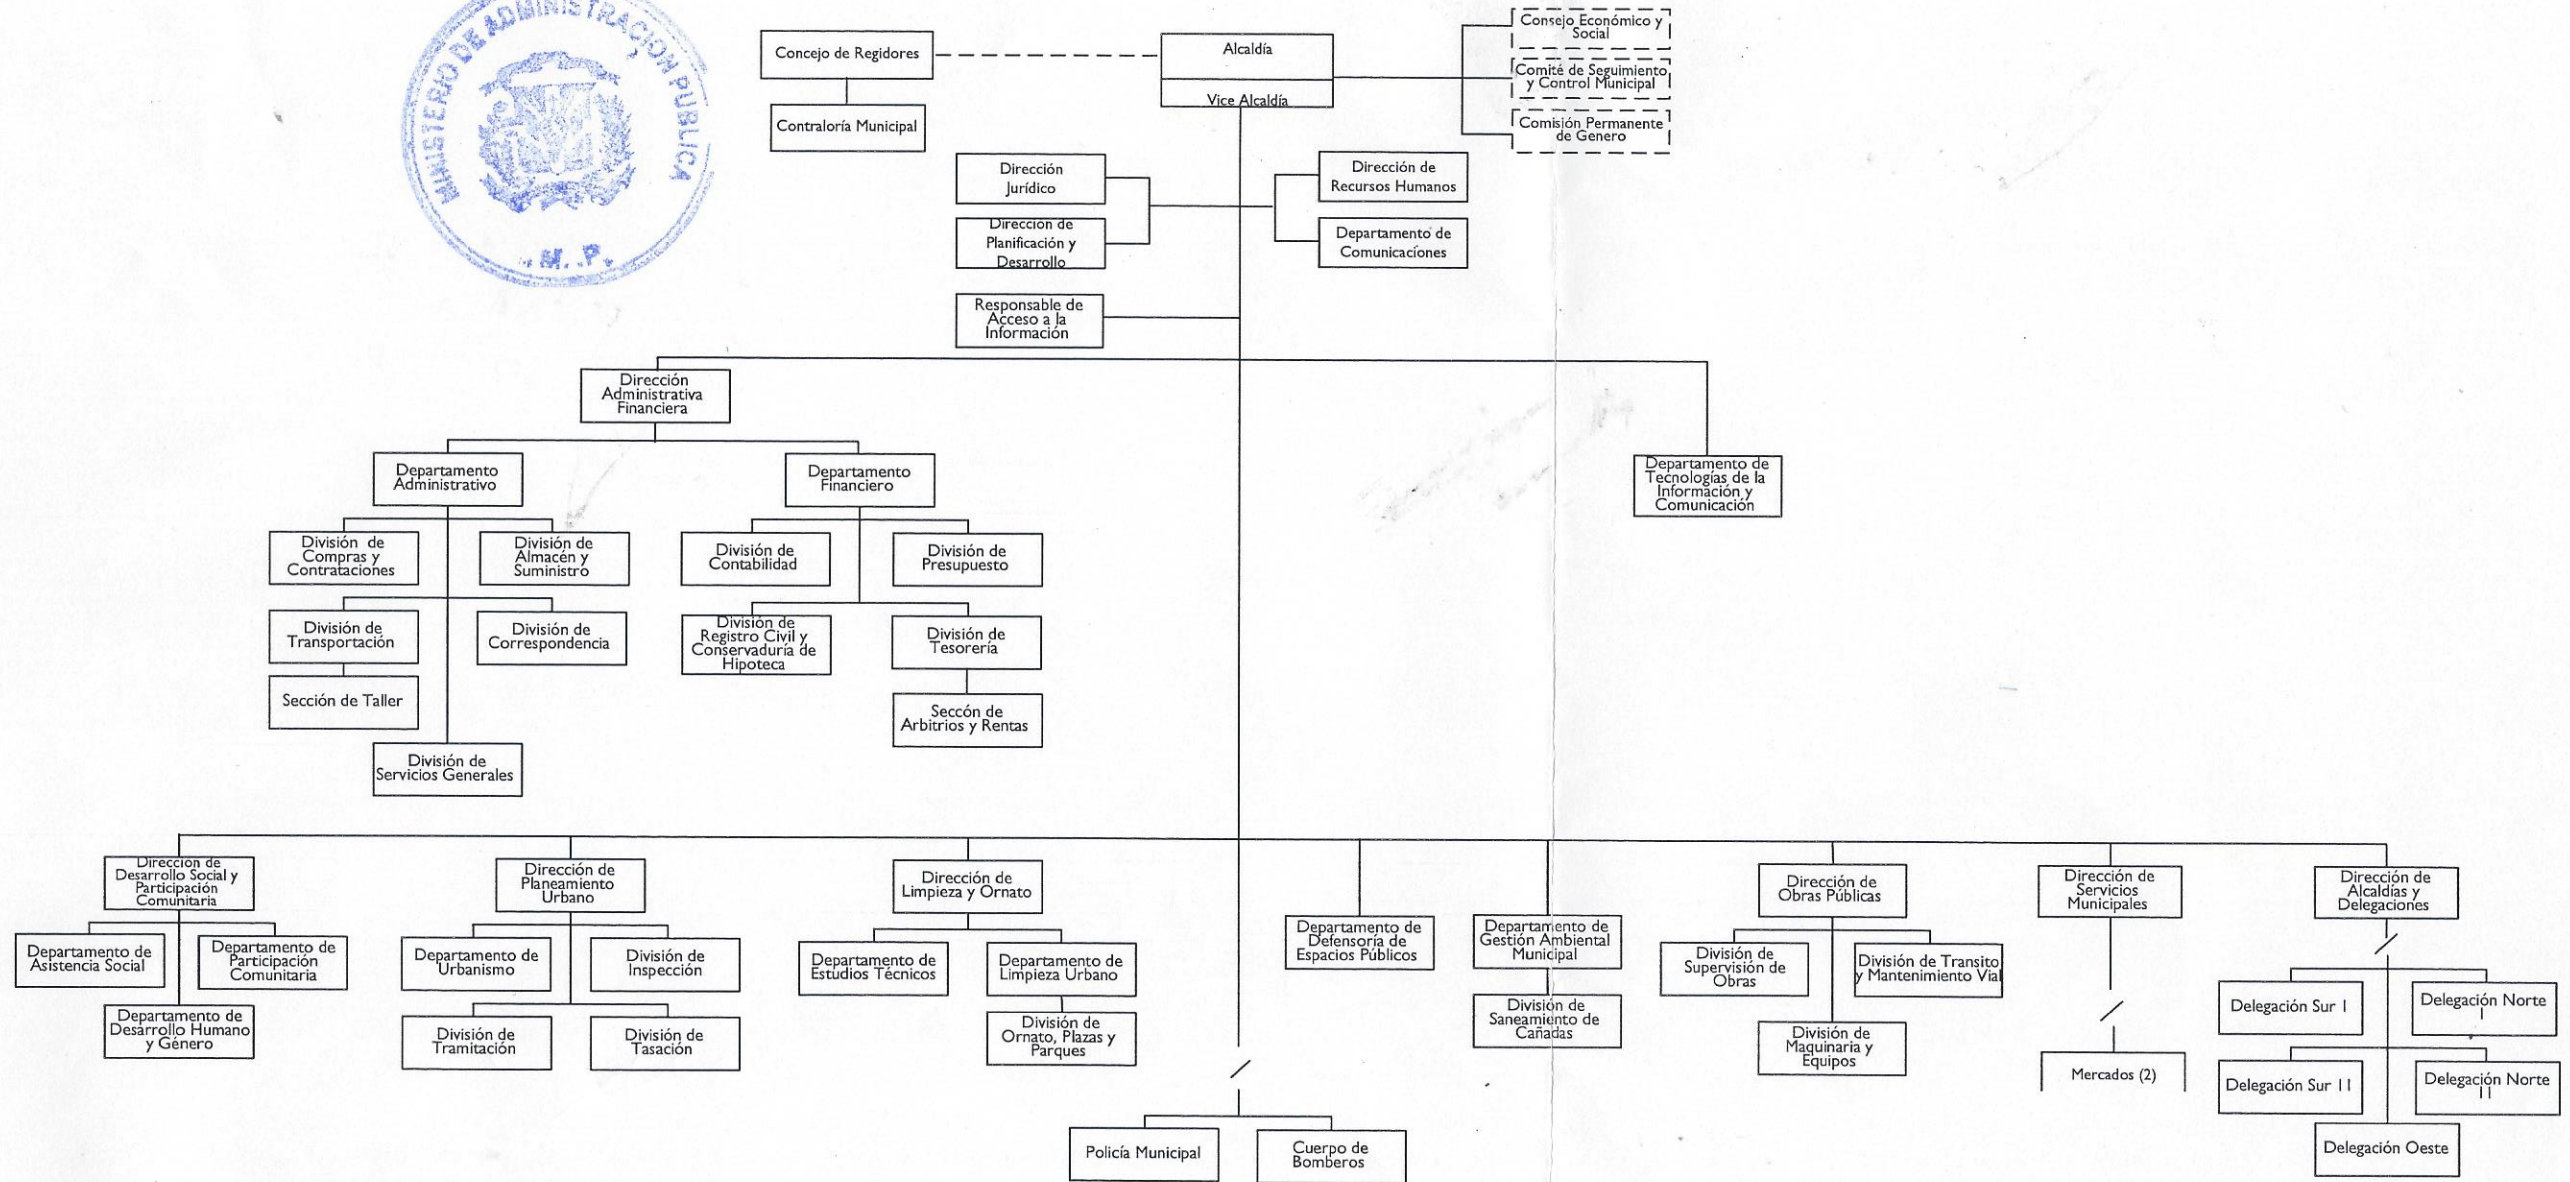 MINISTERIO DE ADMINISTRACION PUBLICA
M. P.
Concejo de Regidores
Contraloría Municipal
Alcaldía
Vice Alcaldía
Consejo Económico y
Social
Comité de Seguimiento
y Control Municipal
Comisión Permanente
de Genero
Dirección
Jurídico
Dirección de
Planificación y
Desarrollo
Dirección de
Recursos Humanos
Departamento de
Comunicaciones
Responsable de
Acceso a la
Información
Dirección
Administrativa
Financiera
Departamento
Administrativo
Departamento
Financiero
Departamento de
Tecnologías de la
Información y
Comunicación
División de
Compras y
Contrataciones
División de
Almacén y
Suministro
División de
Contabilidad
División de
Presupuesto
División de
Transportación
División de
Correspondencia
División de
Registro Civil y
Conservaduría de
Hipoteca
División de
Tesorería
Sección de Taller
Seccón de
Arbitrios y Rentas
División de
Servicios Generales
Dirección de
Desarrollo Social y
Participación
Comunitaria
Dirección de
Planeamiento
Urbano
Dirección de
Limpieza y Ornato
Dirección de
Obras Públicas
Dirección de
Servicios
Municipales
Dirección de
Alcaldías y
Delegaciones
Departamento de
Asistencia Social
Departamento de
Participación
Comunitaria
Departamento de
Desarrollo Humano
y Género
Departamento de
Urbanismo
División de
Inspección
División de
Tramitación
División de
Tasación
Departamento de
Estudios Técnicos
Departamento de
Limpieza Urbano
División de
Ornato, Plazas y
Parques
Departamento de
Defensoría de
Espacios Públicos
Departamento de
Gestión Ambiental
Municipal
División de
Saneamiento de
Cañadas
División de
Supervisión de
Obras
División de Transito
y Mantenimiento Vial
División de
Maquinaria y
Equipos
Mercados (2)
Delegación Sur I
Delegación Norte
I
Delegación Sur II
Delegación Norte
II
Delegación Oeste
Policía Municipal
Cuerpo de
Bomberos